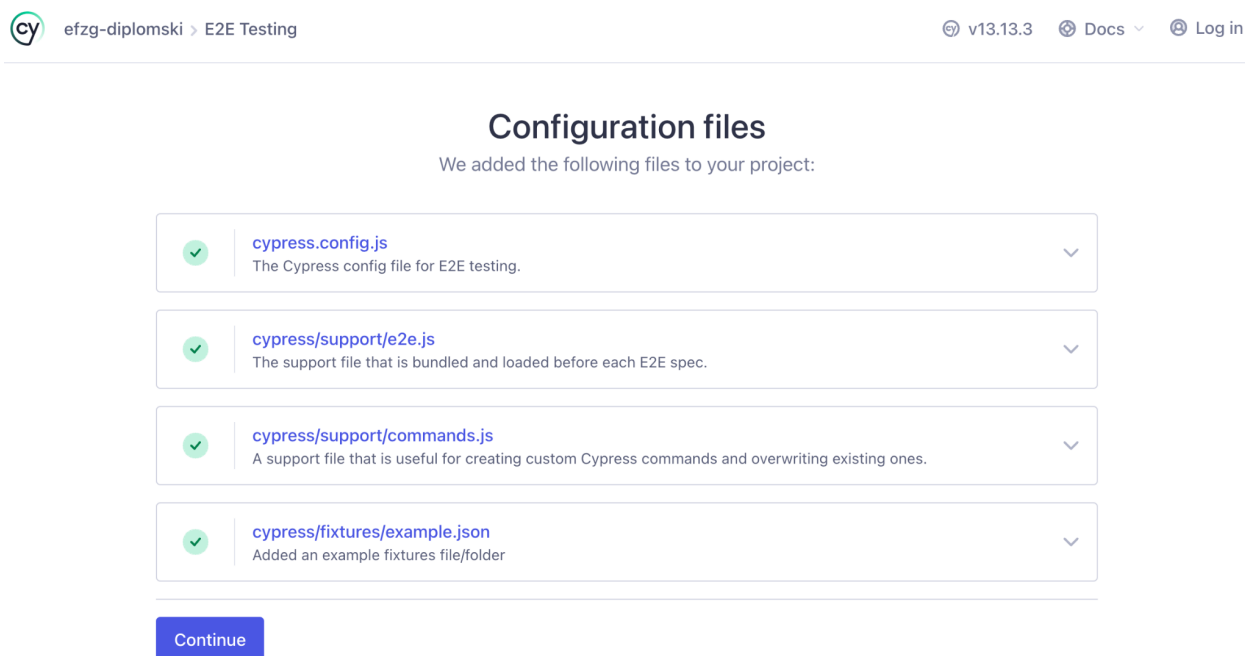 cy efzg-diplomski > E2E Testing cy v13.13.3 Docs Log in
Configuration files
We added the following files to your project:
cypress.config.js
The Cypress config file for E2E testing.
cypress/support/e2e.js
The support file that is bundled and loaded before each E2E spec.
cypress/support/commands.js
A support file that is useful for creating custom Cypress commands and overwriting existing ones.
cypress/fixtures/example.json
Added an example fixtures file/folder
Continue